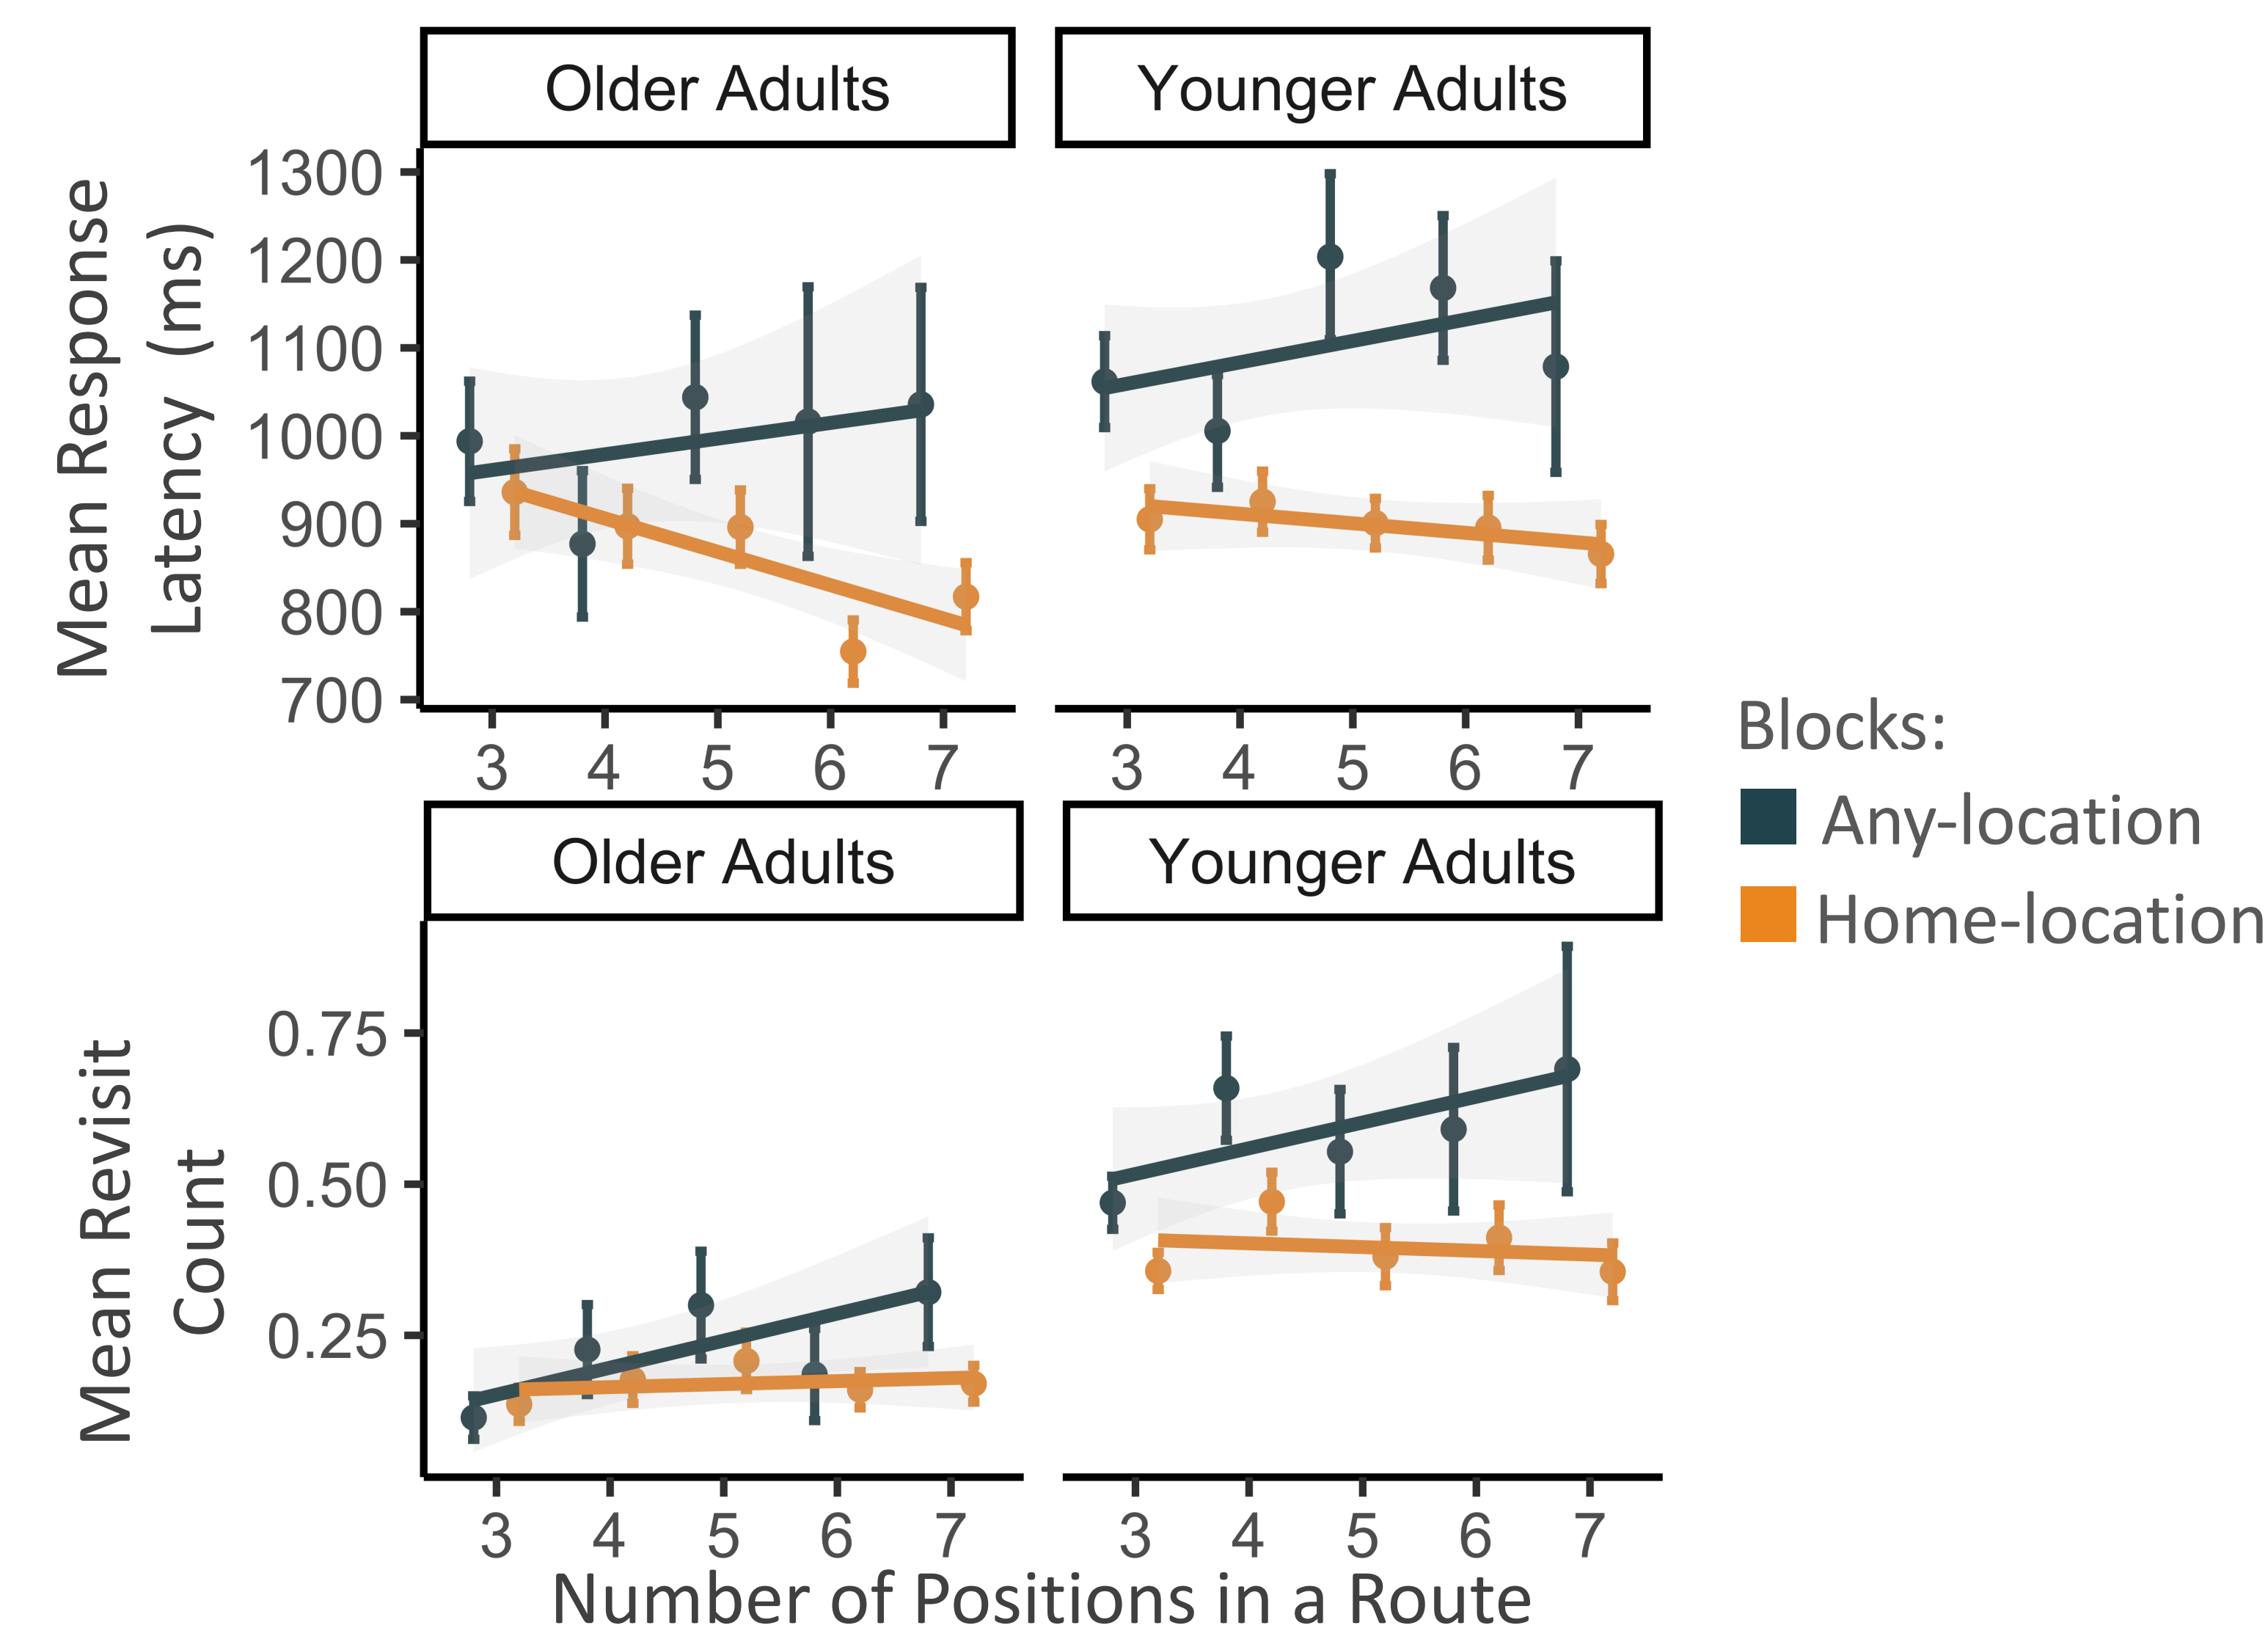 Older Adults
Younger Adults
Mean Response
Latency (ms)
1300
1200
1100
1000
900
800
700
3 4 5 6 7
3 4 5 6 7
Blocks:
Any-location
Home-location
Older Adults
Younger Adults
Mean Revisit
Count
0.75
0.50
0.25
3 4 5 6 7
3 4 5 6 7
Number of Positions in a Route